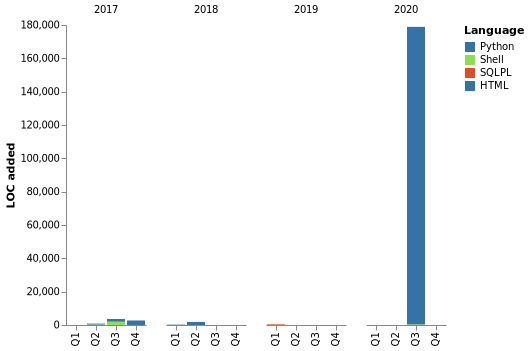 2017 2018 2019 2020
Language
Python
Shell
SQLPL
HTML
LOC added
180,000
160,000
140,000
120,000
100,000
80,000
60,000
40,000
20,000
0
Q1 Q2 Q3 Q4 Q1 Q2 Q3 Q4 Q1 Q2 Q3 Q4 Q1 Q2 Q3 Q4